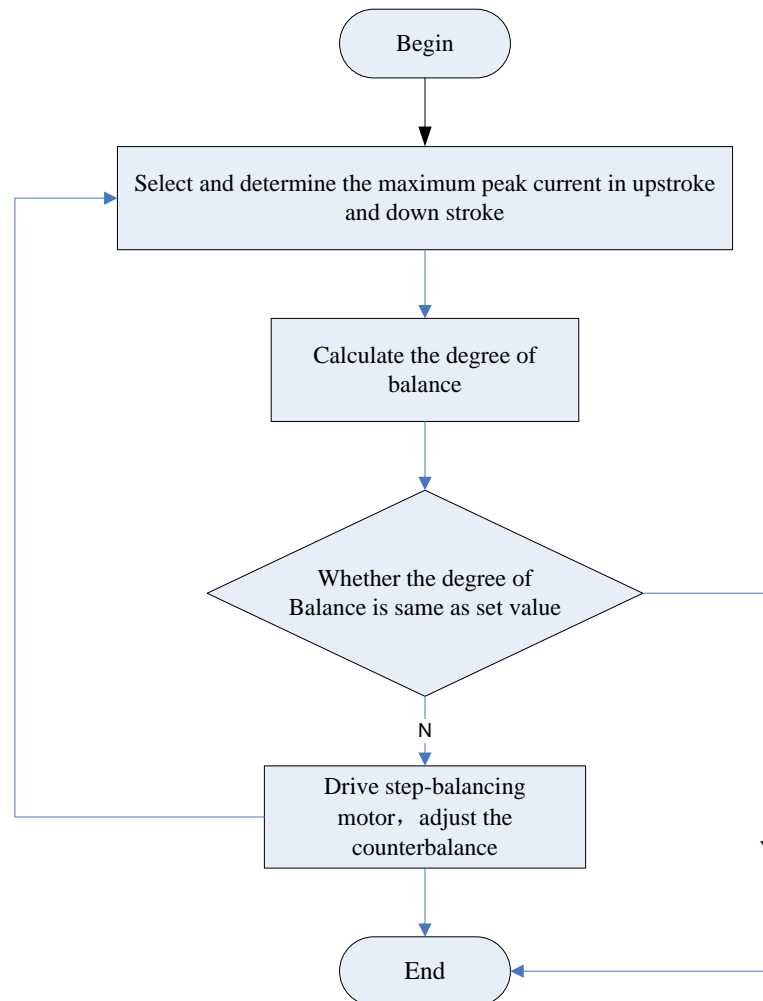 Begin
Select and determine the maximum peak current in upstroke
and down stroke
Calculate the degree of
balance
Whether the degree of
Balance is same as set value
N
Drive step-balancing
motor，adjust the
counterbalance
End